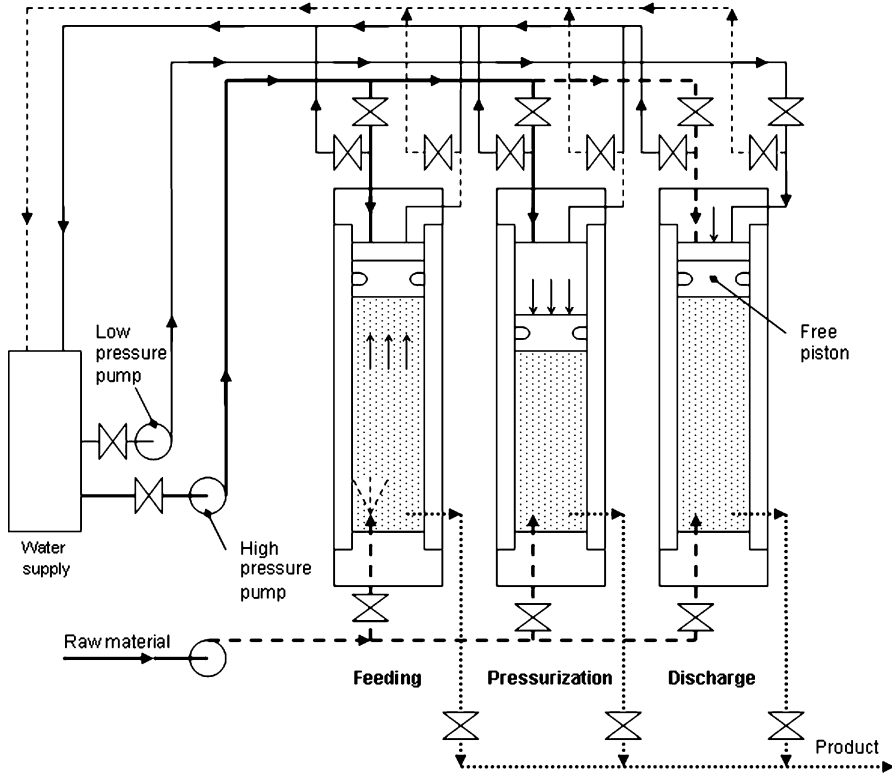 Low
pressure
pump
Free
piston
Water
supply
High
pressure
pump
Raw material
Feeding
Pressurization
Discharge
Product